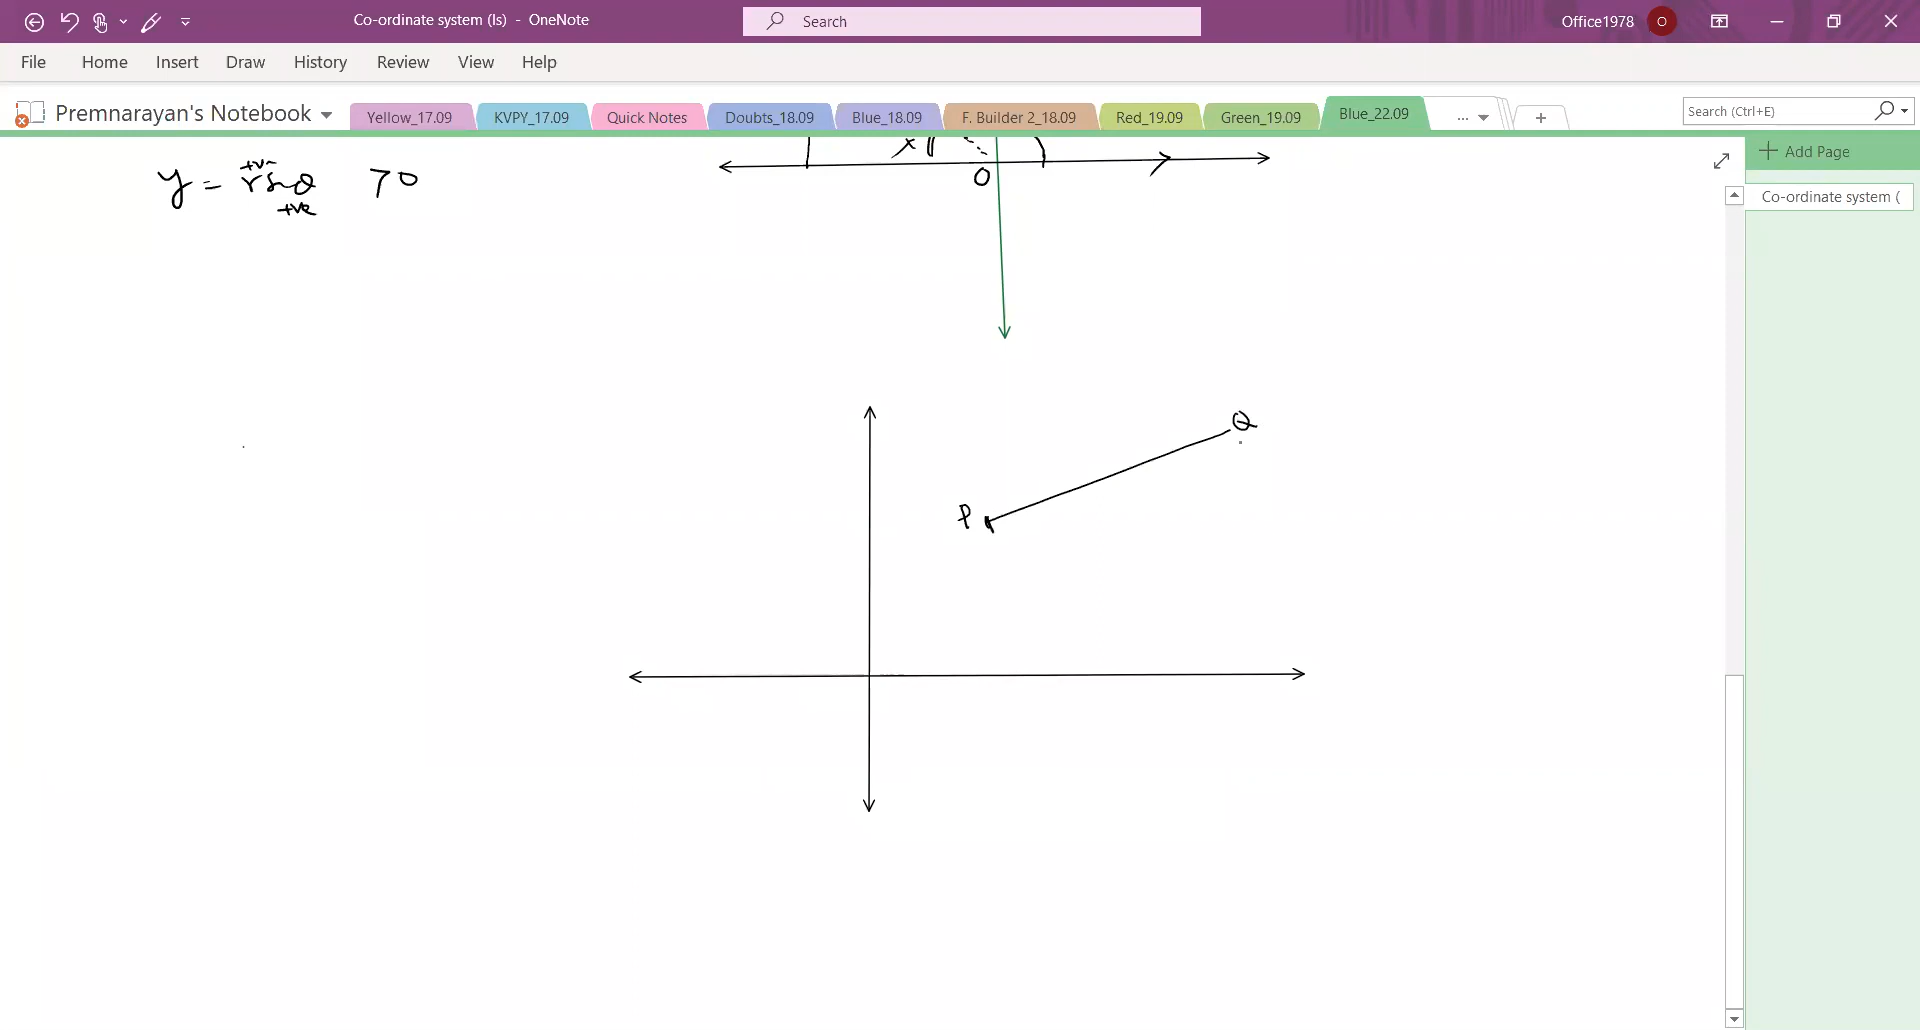 Co-ordinate system (Is) - OneNote
Search
Office1978
O
File Home Insert Draw History Review View Help
Premnarayan's Notebook
Yellow_17.09 KVPY_17.09 Quick Notes Doubts_18.09 Blue_18.09 F. Builder 2_18.09 Red_19.09 Green_19.09 Blue_22.09 ... +
Search (Ctrl+E)
Add Page
Co-ordinate system (
+ve
y = r sinθ >0
+ve
O
Q
P